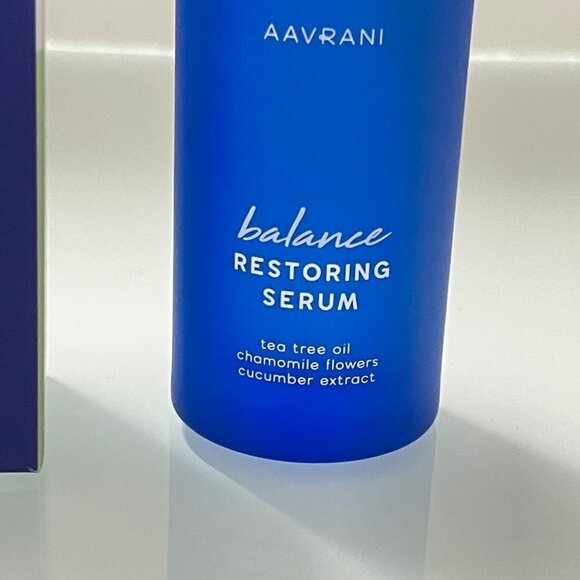 AAVRANI
balance
RESTORING
SERUM
tea tree oil
chamomile flowers
cucumber extract